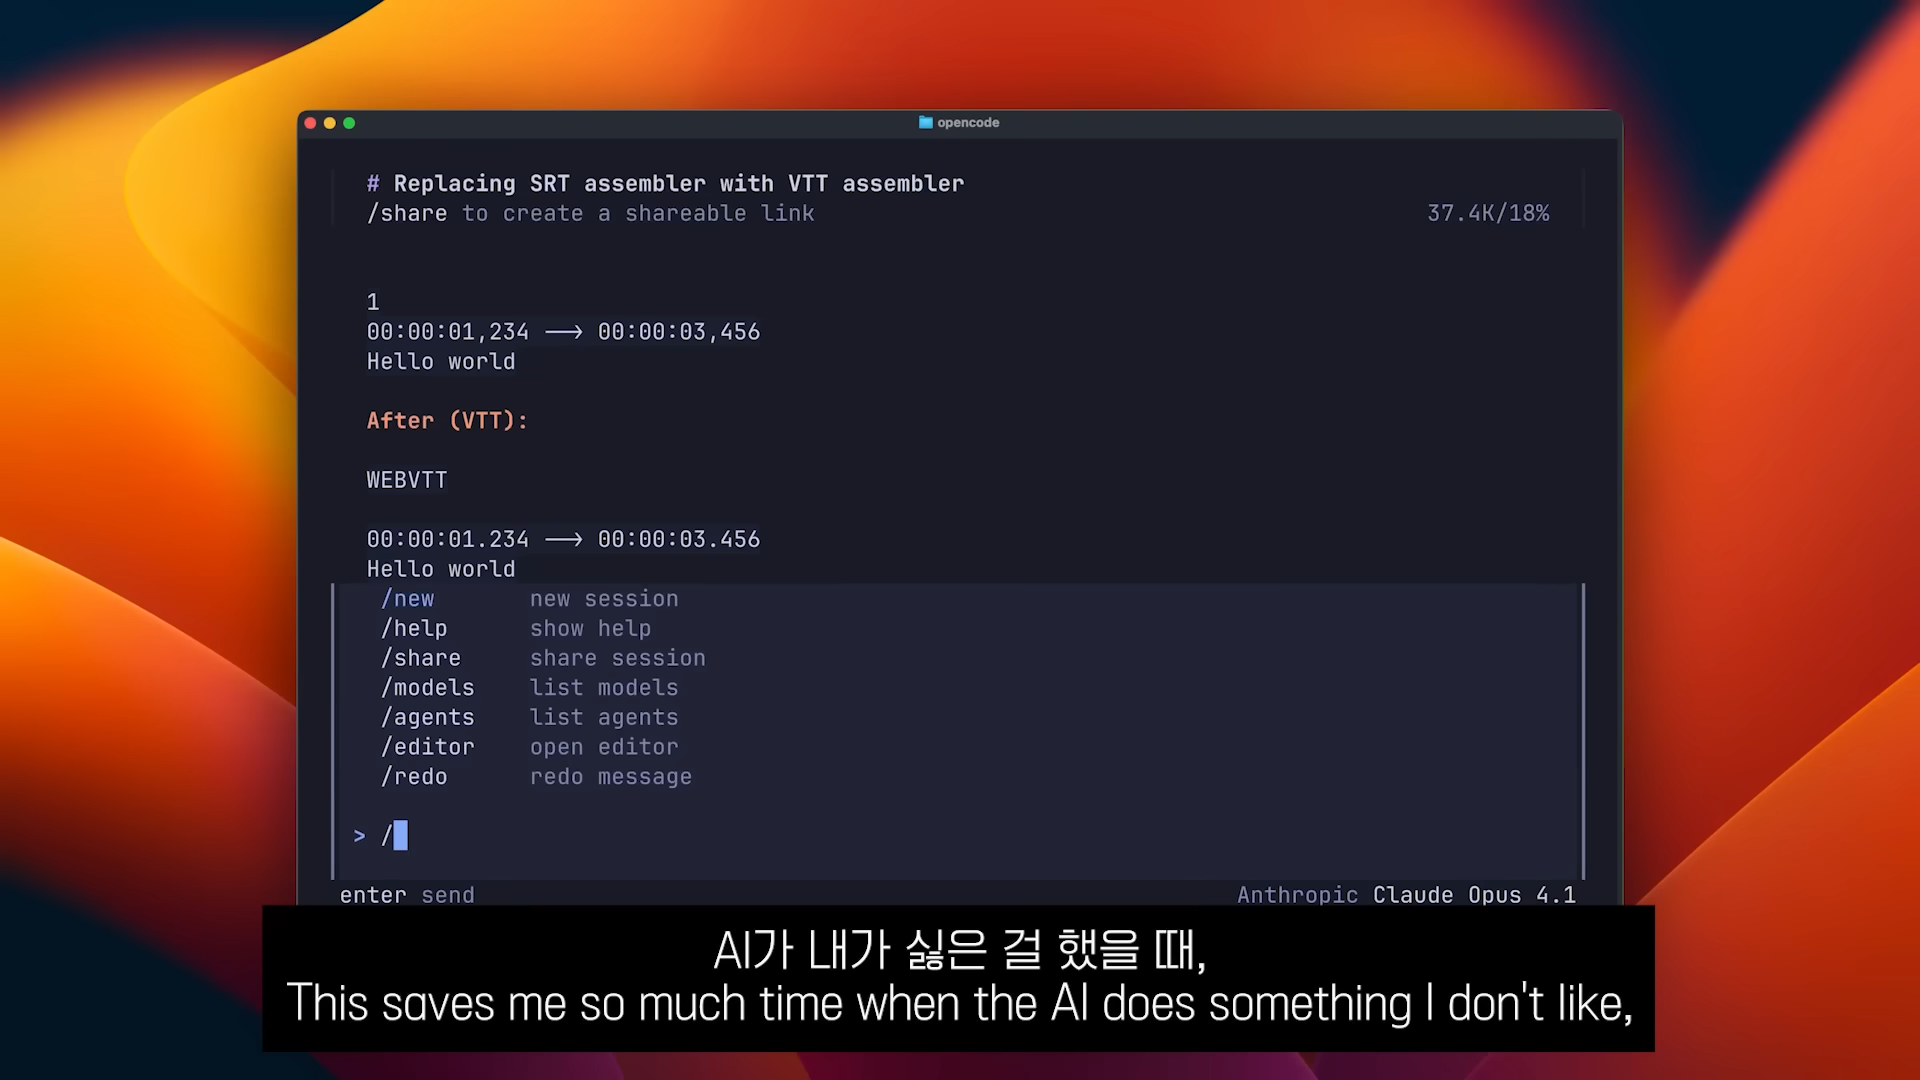 opencode
# Replacing SRT assembler with VTT assembler
/share to create a shareable link 37.4K/18%
1
00:00:01,234 --> 00:00:03,456
Hello world
After (VTT):
WEBVTT
00:00:01.234 --> 00:00:03.456
Hello world
/new new session
/help show help
/share share session
/models list models
/agents list agents
/editor open editor
/redo redo message
> /
enter send Anthropic Claude Opus 4.1
AI가 내가 싫은 걸 했을 때,
This saves me so much time when the AI does something I don't like,